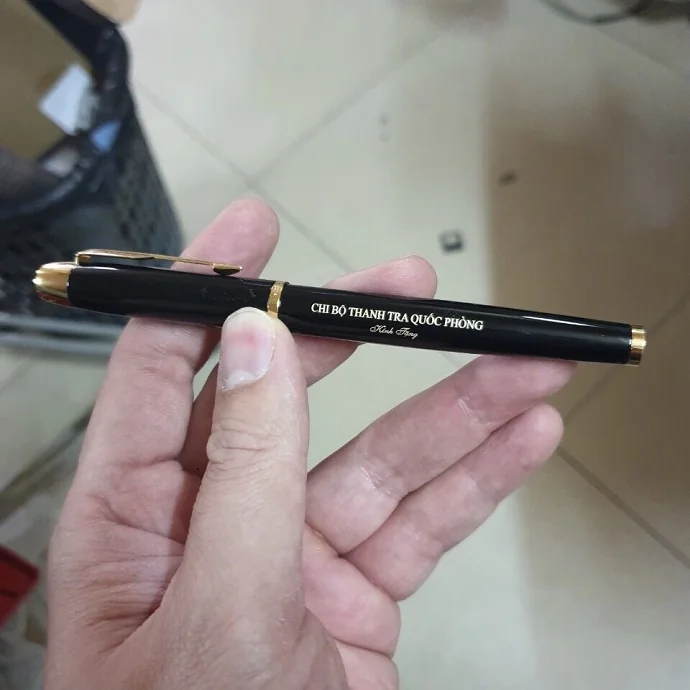 CHI BỘ THANH TRA QUỐC PHÒNG
Kính Tặng